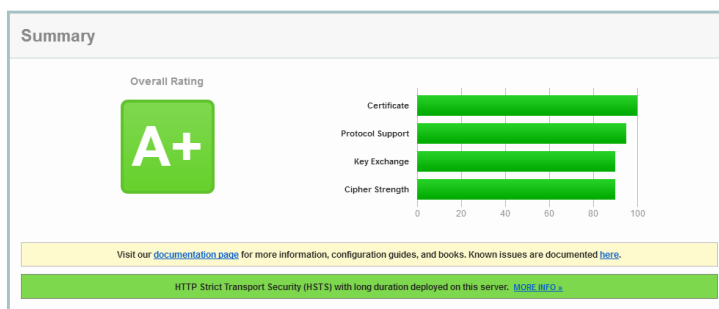 Summary
Overall Rating
A+
Certificate
Protocol Support
Key Exchange
Cipher Strength
0 20 40 60 80 100
Visit our documentation page for more information, configuration guides, and books. Known issues are documented here.
HTTP Strict Transport Security (HSTS) with long duration deployed on this server. MORE INFO »